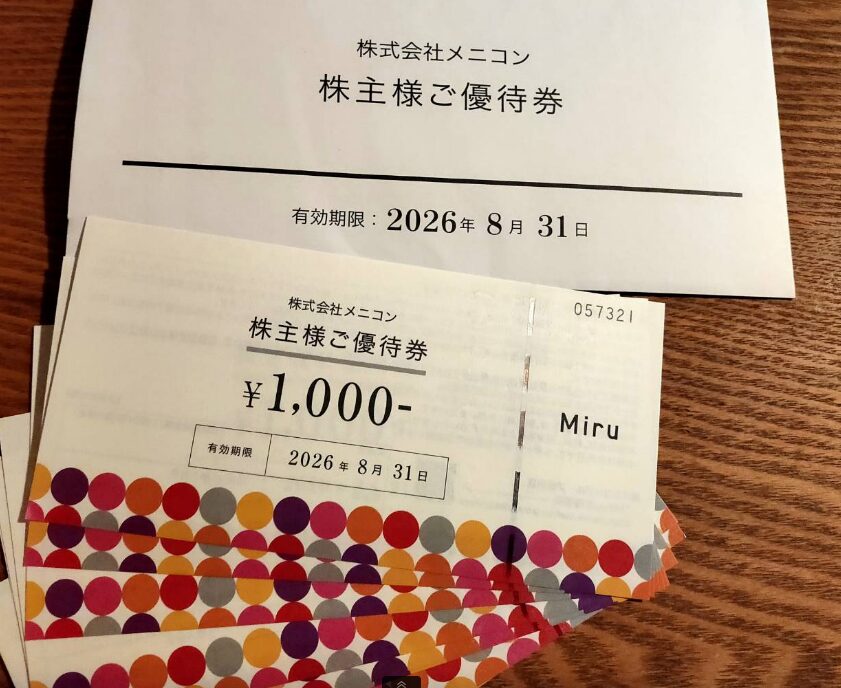 株式会社メニコン
株主様ご優待券
有効期限：2026年 8月 31日
057321
株式会社メニコン
株主様ご優待券
¥1,000-
Miru
有効期限 2026年 8月 31日